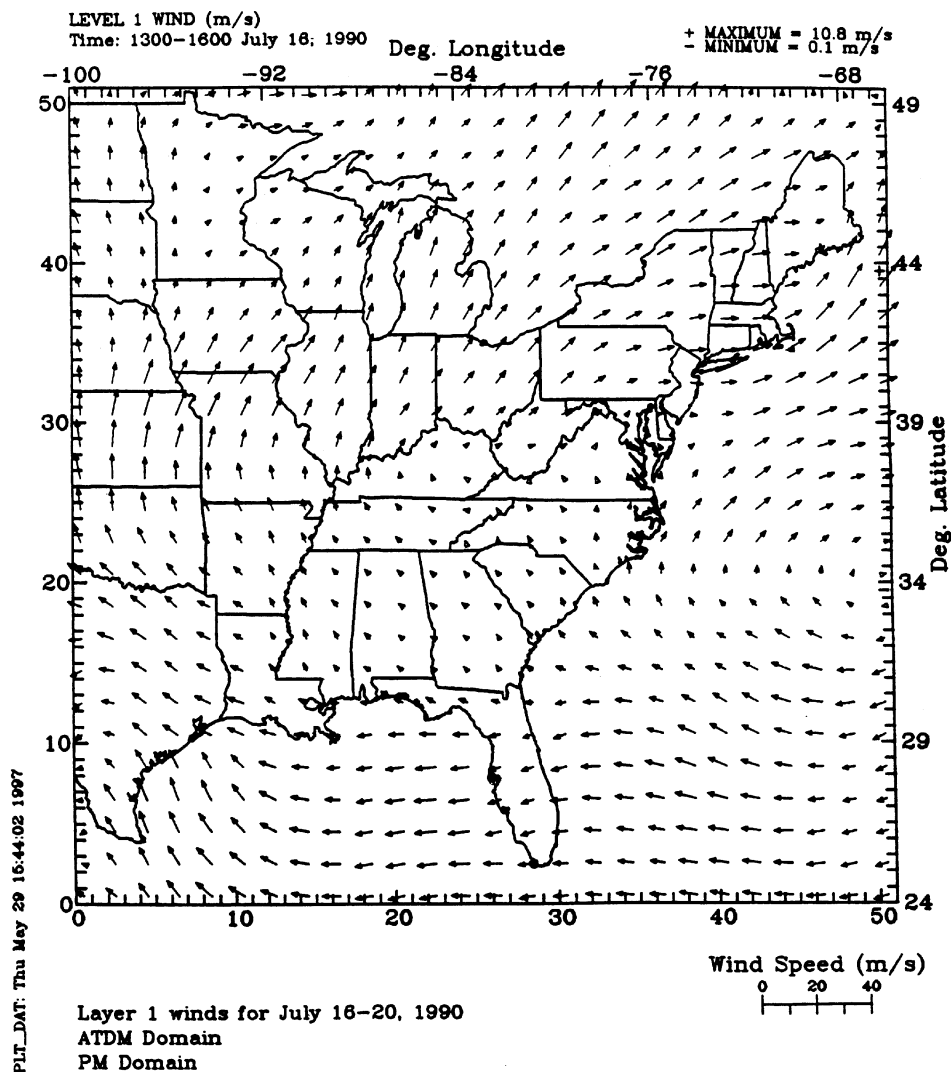 LEVEL 1 WIND (m/s)
Time: 1300-1600 July 16, 1990
Deg. Longitude
+ MAXIMUM = 10.8 m/s
- MINIMUM = 0.1 m/s
-100 -92 -84 -76 -68
50 49
40 44
30 39
Deg. Latitude
20 34
10 29
0 24
0 10 20 30 40 50
PLT_DAT: Thu May 29 15:44:02 1997
Wind Speed (m/s)
0 20 40
Layer 1 winds for July 16-20, 1990
ATDM Domain
PM Domain